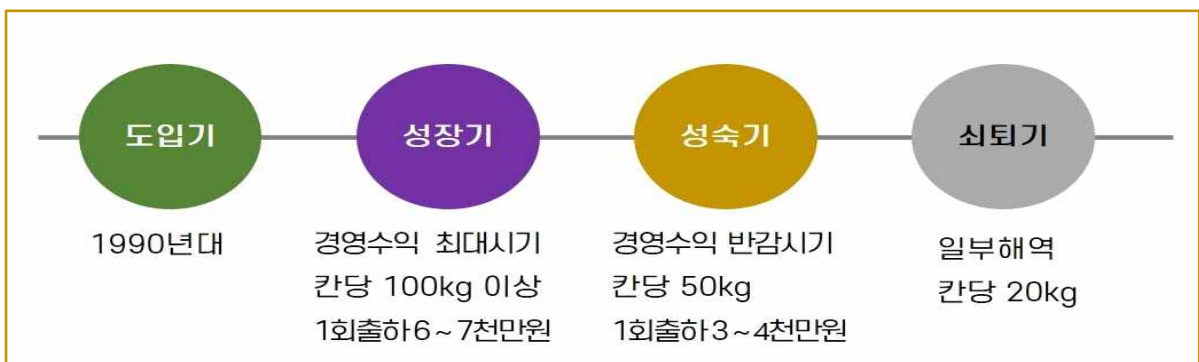 도입기
성장기
성숙기
쇠퇴기
1990년대
경영수익 최대시기
칸당 100kg 이상
1회출하 6~7천만원
경영수익 반감시기
칸당 50kg
1회출하 3~4천만원
일부해역
칸당 20kg